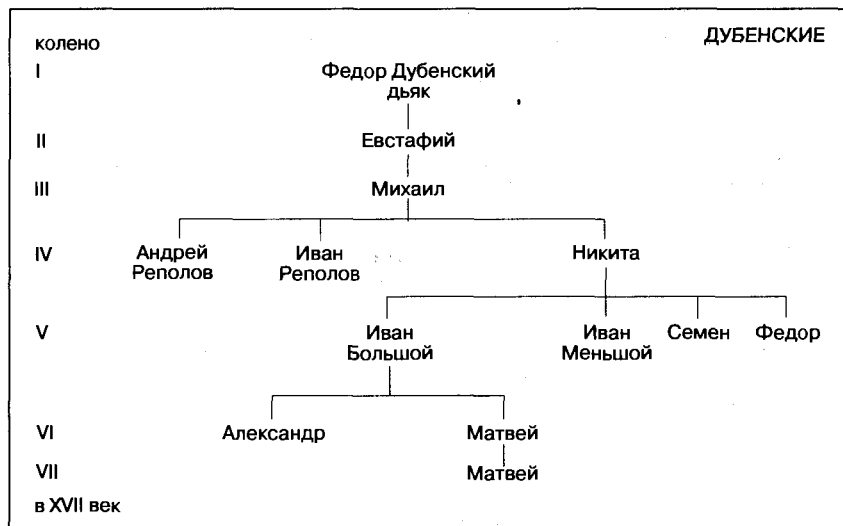 ДУБЕНСКИЕ
колено
I Федор Дубенский
дьяк
II Евстафий
III Михаил
IV Андрей Реполов Иван Реполов Никита
V Иван Большой Иван Меньшой Семен Федор
VI Александр Матвей
VII Матвей
в XVII век